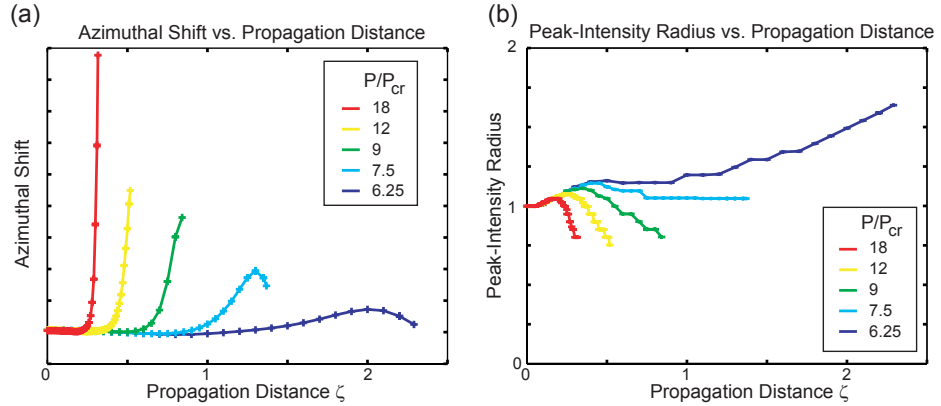 (a)
Azimuthal Shift vs. Propagation Distance
P/Pcr
18
12
9
7.5
6.25
Azimuthal Shift
0
1
2
Propagation Distance ζ
(b)
Peak-Intensity Radius vs. Propagation Distance
2
1
0
Peak-Intensity Radius
P/Pcr
18
12
9
7.5
6.25
0
1
2
Propagation Distance ζ